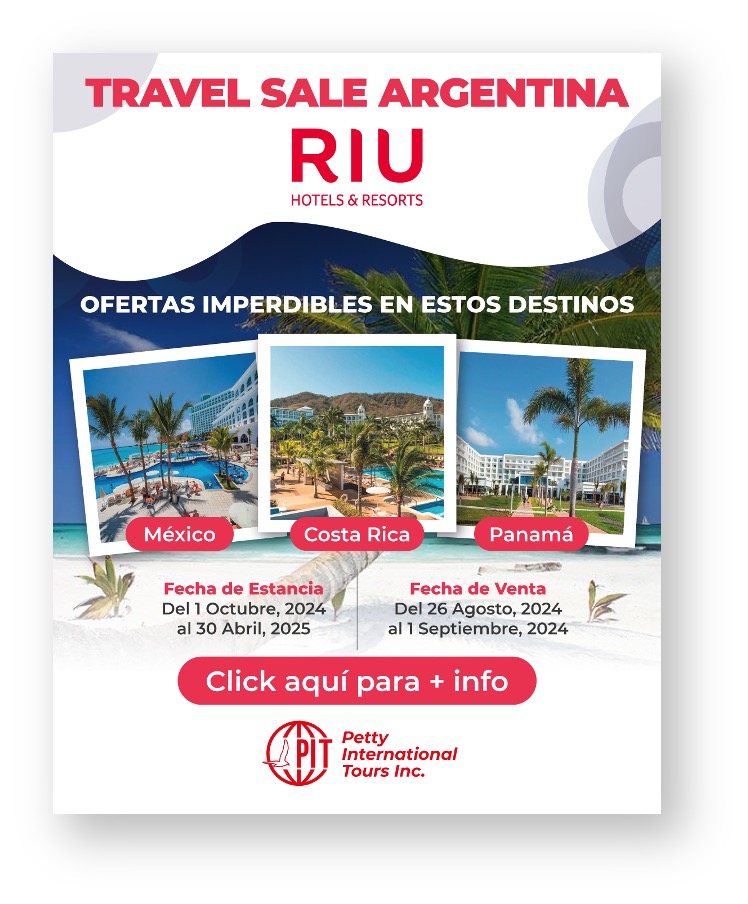 TRAVEL SALE ARGENTINA
RIU
HOTELS & RESORTS
OFERTAS IMPERDIBLES EN ESTOS DESTINOS
México
Costa Rica
Panamá
Fecha de Estancia
Del 1 Octubre, 2024
al 30 Abril, 2025
Fecha de Venta
Del 26 Agosto, 2024
al 1 Septiembre, 2024
Click aquí para + info
PIT
Petty
International
Tours Inc.